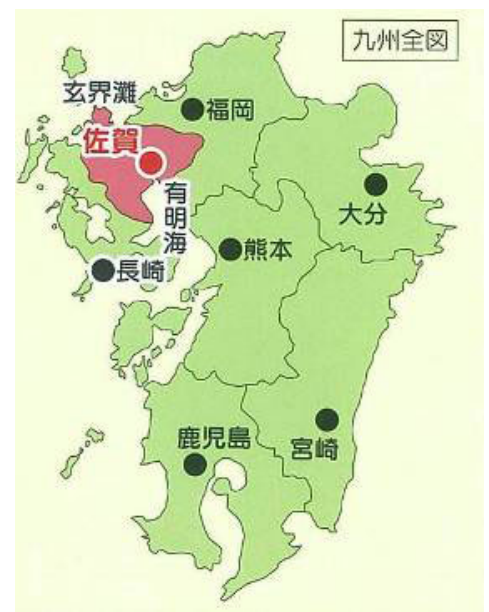 九州全図
玄界灘
福岡
佐賀
有明海
大分
熊本
長崎
鹿児島
宮崎